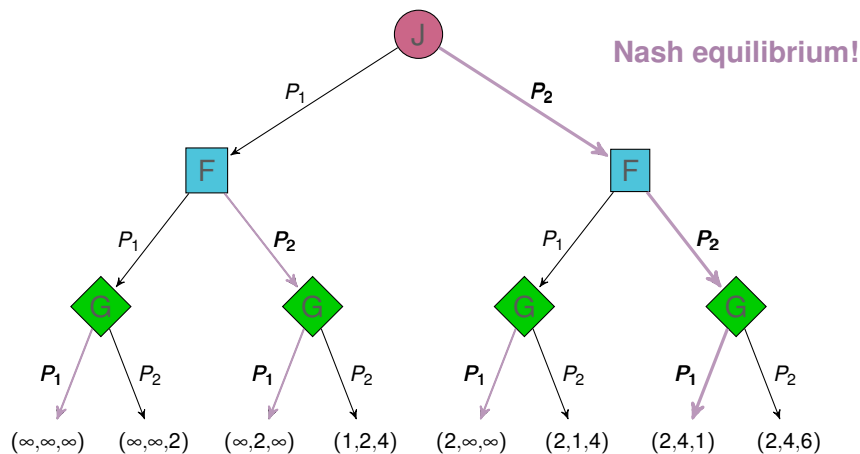 J
Nash equilibrium!
P₁
P₂
F
F
P₁
P₂
P₁
P₂
G
G
G
G
P₁
P₂
P₁
P₂
P₁
P₂
P₁
P₂
(∞,∞,∞)
(∞,∞,2)
(∞,2,∞)
(1,2,4)
(2,∞,∞)
(2,1,4)
(2,4,1)
(2,4,6)